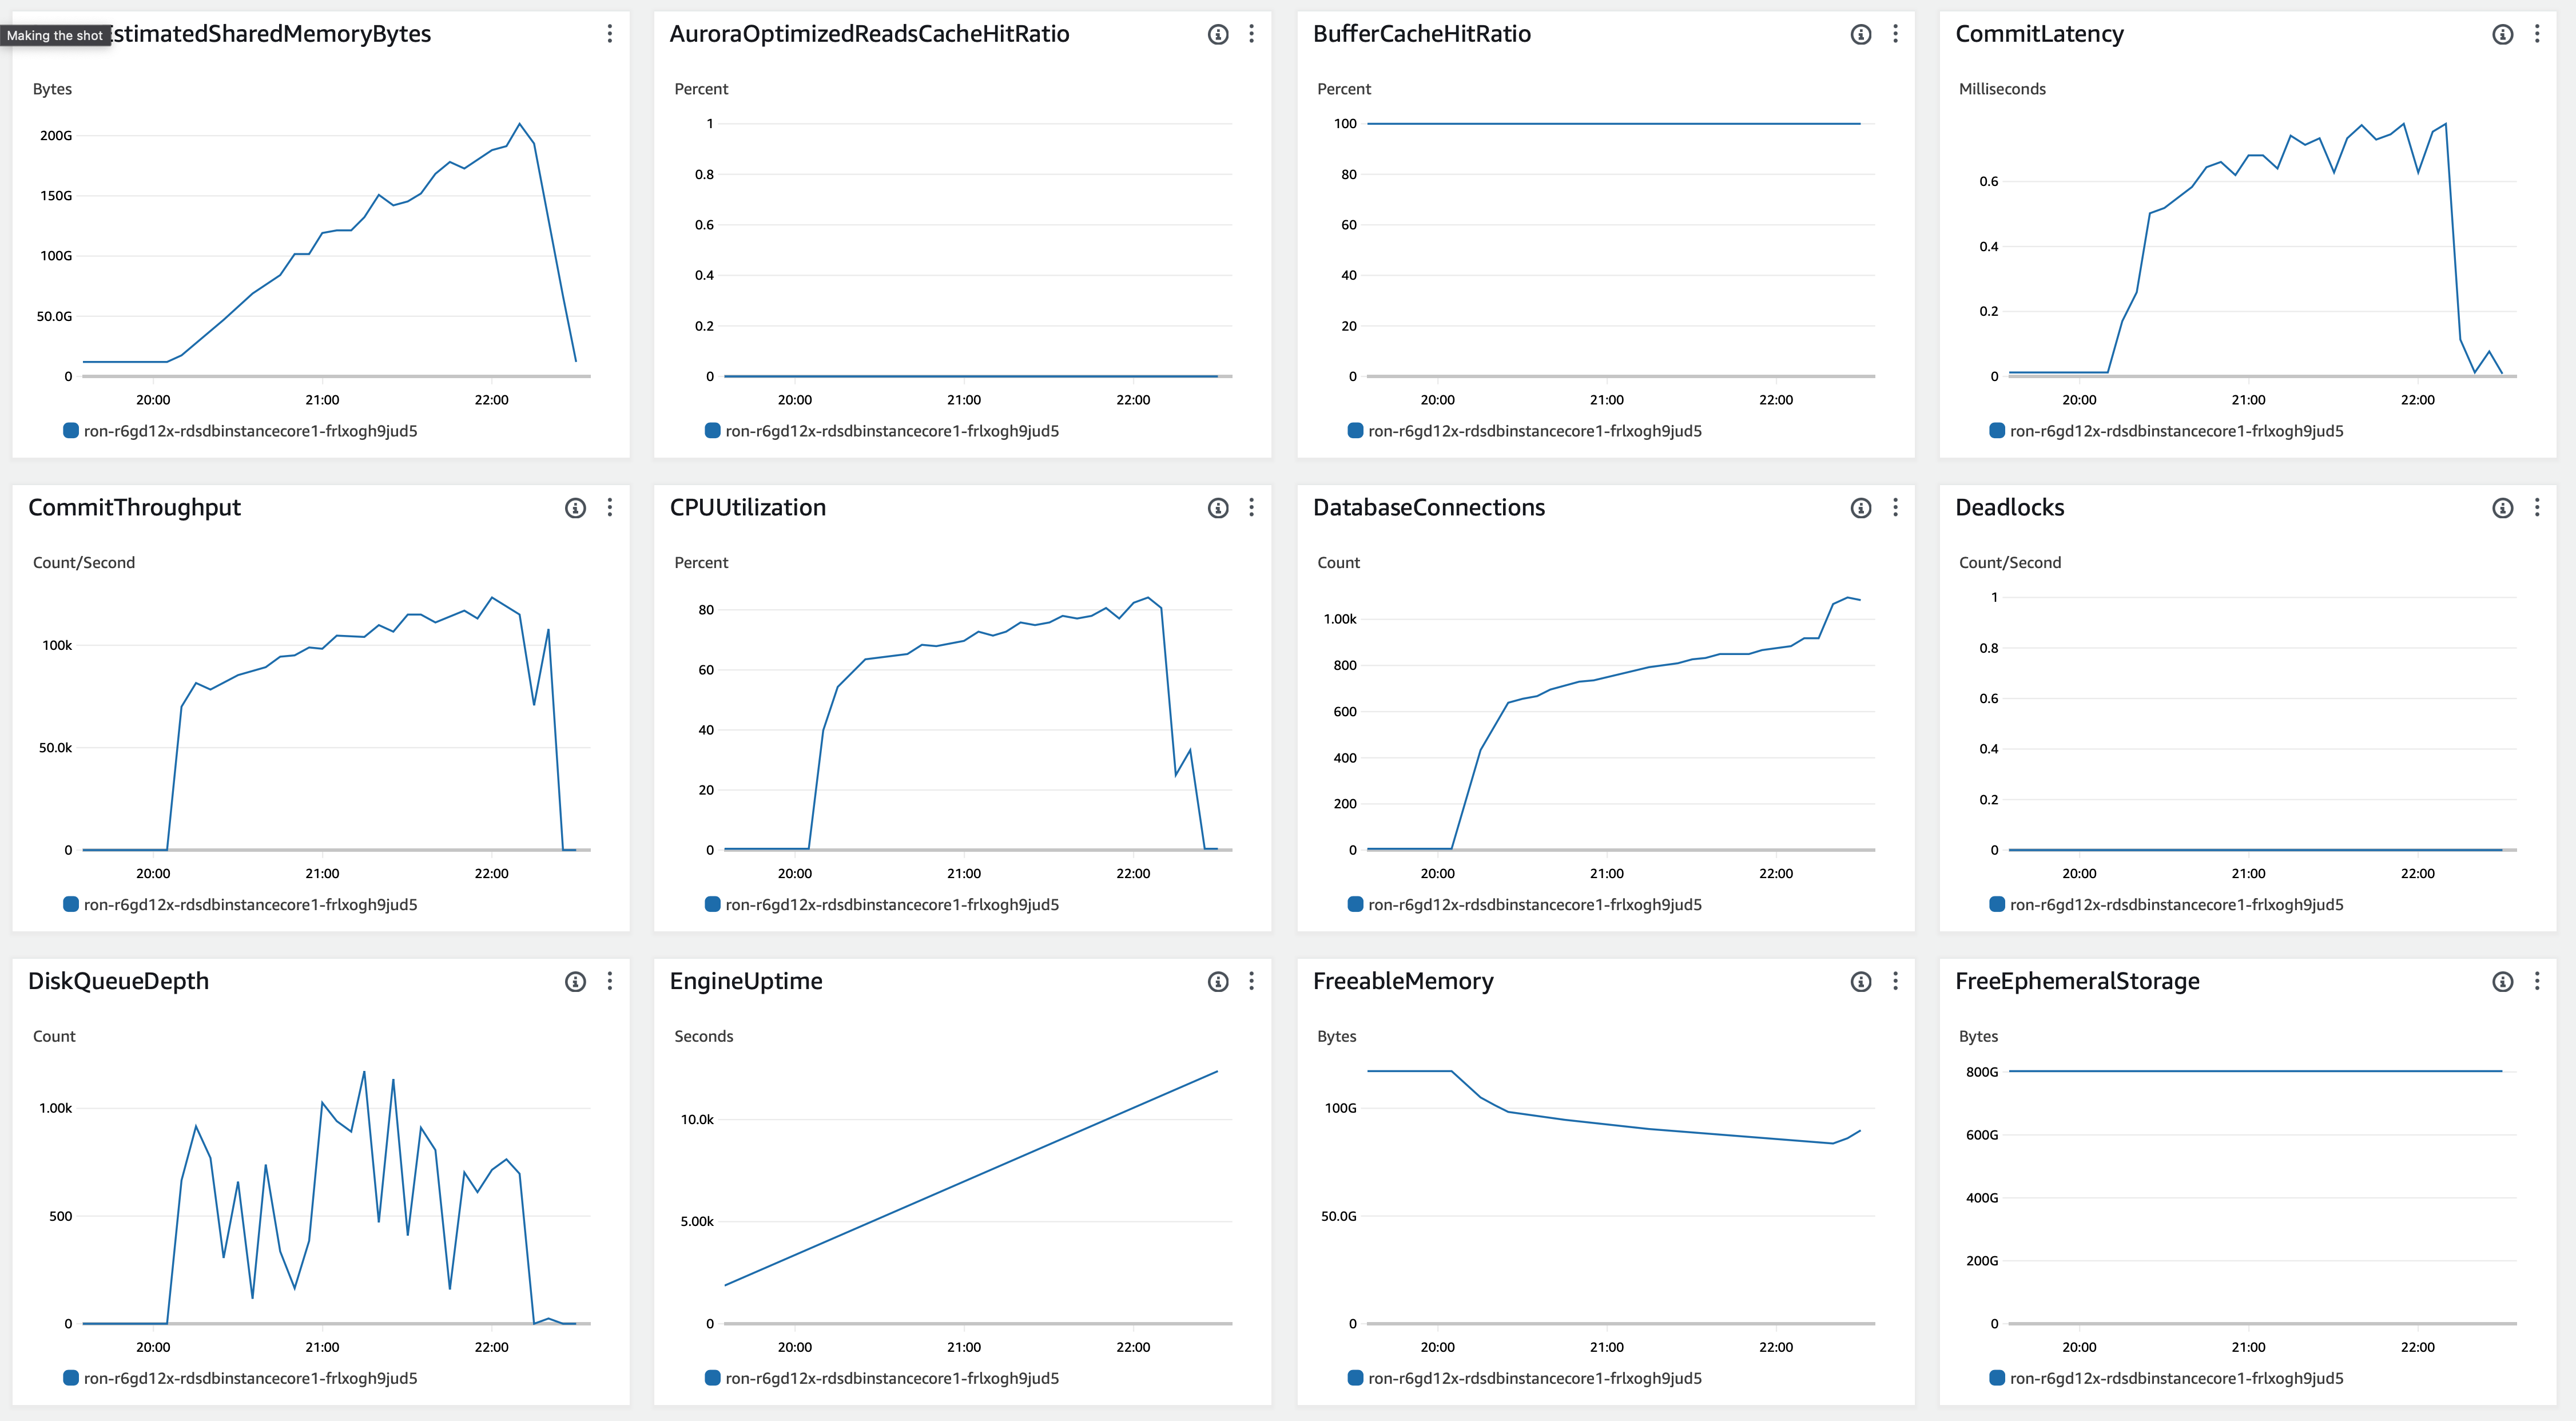 Making the shot
EstimatedSharedMemoryBytes
Bytes
200G
150G
100G
50.0G
0
20:00 21:00 22:00
ron-r6gd12x-rdsdbinstancecore1-frlxogh9jud5
AuroraOptimizedReadsCacheHitRatio
Percent
1
0.8
0.6
0.4
0.2
0
20:00 21:00 22:00
ron-r6gd12x-rdsdbinstancecore1-frlxogh9jud5
BufferCacheHitRatio
Percent
100
80
60
40
20
0
20:00 21:00 22:00
ron-r6gd12x-rdsdbinstancecore1-frlxogh9jud5
CommitLatency
Milliseconds
0.6
0.4
0.2
0
20:00 21:00 22:00
ron-r6gd12x-rdsdbinstancecore1-frlxogh9jud5
CommitThroughput
Count/Second
100k
50.0k
0
20:00 21:00 22:00
ron-r6gd12x-rdsdbinstancecore1-frlxogh9jud5
CPUUtilization
Percent
80
60
40
20
0
20:00 21:00 22:00
ron-r6gd12x-rdsdbinstancecore1-frlxogh9jud5
DatabaseConnections
Count
1.00k
800
600
400
200
0
20:00 21:00 22:00
ron-r6gd12x-rdsdbinstancecore1-frlxogh9jud5
Deadlocks
Count/Second
1
0.8
0.6
0.4
0.2
0
20:00 21:00 22:00
ron-r6gd12x-rdsdbinstancecore1-frlxogh9jud5
DiskQueueDepth
Count
1.00k
500
0
20:00 21:00 22:00
ron-r6gd12x-rdsdbinstancecore1-frlxogh9jud5
EngineUptime
Seconds
10.0k
5.00k
0
20:00 21:00 22:00
ron-r6gd12x-rdsdbinstancecore1-frlxogh9jud5
FreeableMemory
Bytes
100G
50.0G
0
20:00 21:00 22:00
ron-r6gd12x-rdsdbinstancecore1-frlxogh9jud5
FreeEphemeralStorage
Bytes
800G
600G
400G
200G
0
20:00 21:00 22:00
ron-r6gd12x-rdsdbinstancecore1-frlxogh9jud5